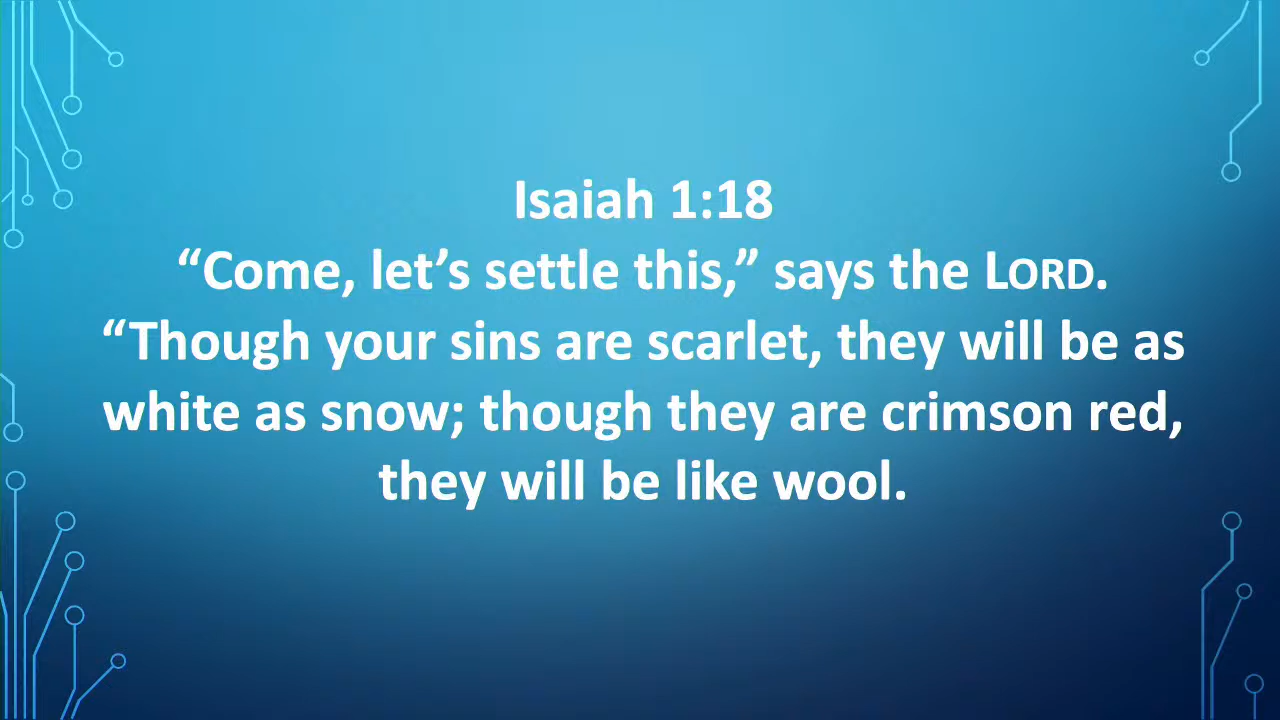 Isaiah 1:18
“Come, let’s settle this,” says the LORD.
“Though your sins are scarlet, they will be as
white as snow; though they are crimson red,
they will be like wool.